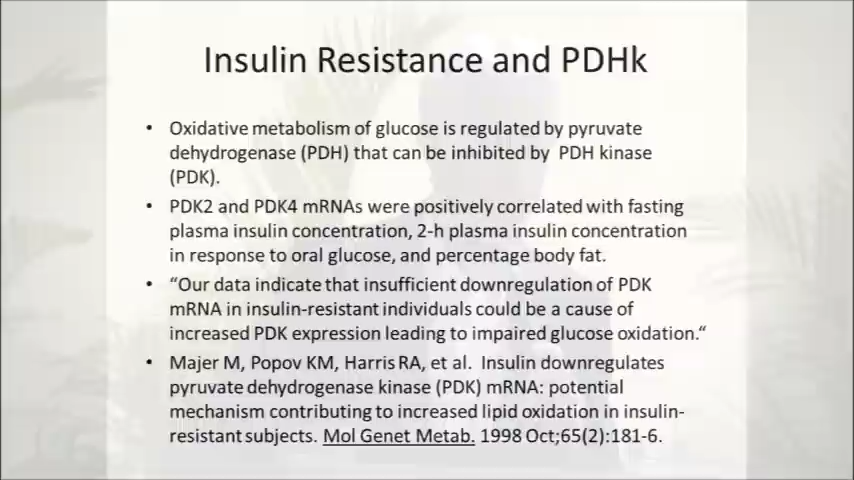 Insulin Resistance and PDHk
• Oxidative metabolism of glucose is regulated by pyruvate
dehydrogenase (PDH) that can be inhibited by PDH kinase
(PDK).
• PDK2 and PDK4 mRNAs were positively correlated with fasting
plasma insulin concentration, 2-h plasma insulin concentration
in response to oral glucose, and percentage body fat.
• “Our data indicate that insufficient downregulation of PDK
mRNA in insulin-resistant individuals could be a cause of
increased PDK expression leading to impaired glucose oxidation.“
• Majer M, Popov KM, Harris RA, et al. Insulin downregulates
pyruvate dehydrogenase kinase (PDK) mRNA: potential
mechanism contributing to increased lipid oxidation in insulin-
resistant subjects. Mol Genet Metab. 1998 Oct;65(2):181-6.